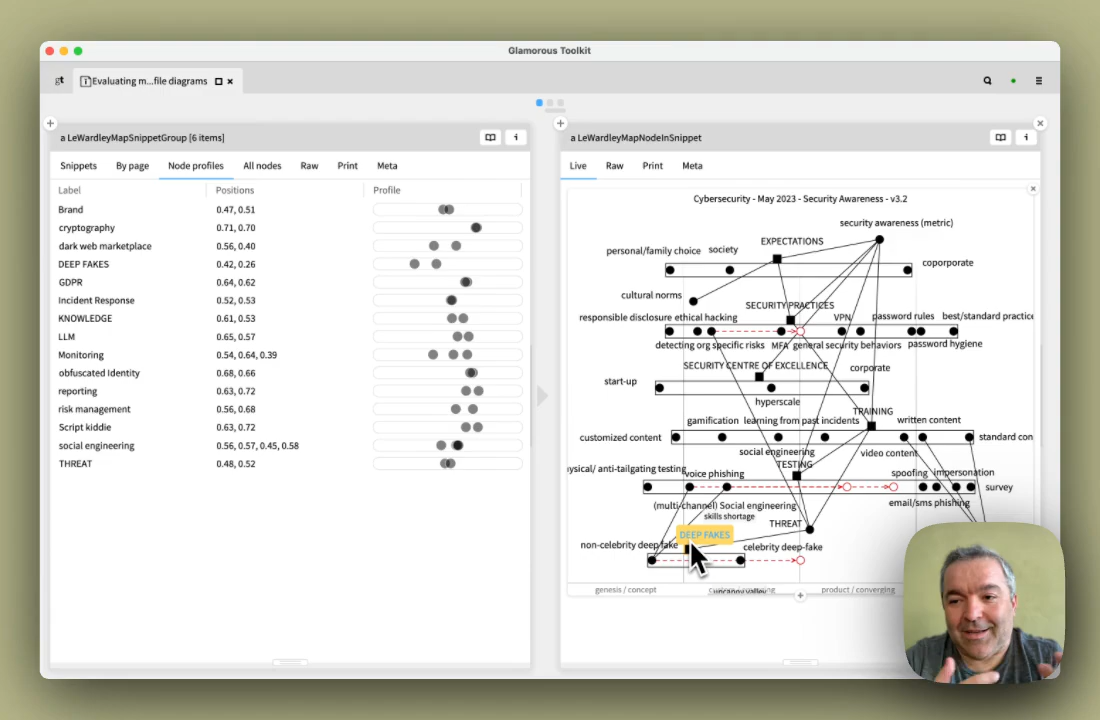 Glamorous Toolkit
gt
Evaluating m...file diagrams
a LeWardleyMapSnippetGroup [6 items]
Snippets By page Node profiles All nodes Raw Print Meta
Label Positions Profile
Brand 0.47, 0.51
cryptography 0.71, 0.70
dark web marketplace 0.56, 0.40
DEEP FAKES 0.42, 0.26
GDPR 0.64, 0.62
Incident Response 0.52, 0.53
KNOWLEDGE 0.61, 0.53
LLM 0.65, 0.57
Monitoring 0.54, 0.64, 0.39
obfuscated Identity 0.68, 0.66
reporting 0.63, 0.72
risk management 0.56, 0.68
Script kiddie 0.63, 0.72
social engineering 0.56, 0.57, 0.45, 0.58
THREAT 0.48, 0.52
a LeWardleyMapNodeInSnippet
Live Raw Print Meta
Cybersecurity - May 2023 - Security Awareness - v3.2
security awareness (metric)
EXPECTATIONS
personal/family choice society
coporporate
cultural norms
SECURITY PRACTICES
responsible disclosure ethical hacking VPN password rules best/standard practice
detecting org specific risks MFA general security behaviors password hygiene
SECURITY CENTRE OF EXCELLENCE corporate
start-up
hyperscale
TRAINING
gamification learning from past incidents written content
customized content standard con
social engineering video content
TESTING
ysical/ anti-tailgating testing voice phishing spoofing impersonation
survey
(multi-channel) Social engineering email/sms phishing
skills shortage
THREAT
DEEP FAKES
non-celebrity deep fake celebrity deep-fake
genesis / concept uncanny valley product / converging